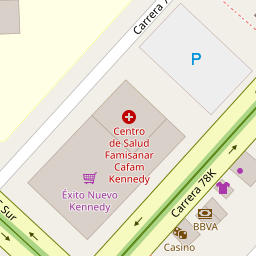 Carrera 7
P
Centro
de Salud
Famisanar
Cafam
Kennedy
Éxito Nuevo
Kennedy
Carrera 78K
Sur
BBVA
Casino